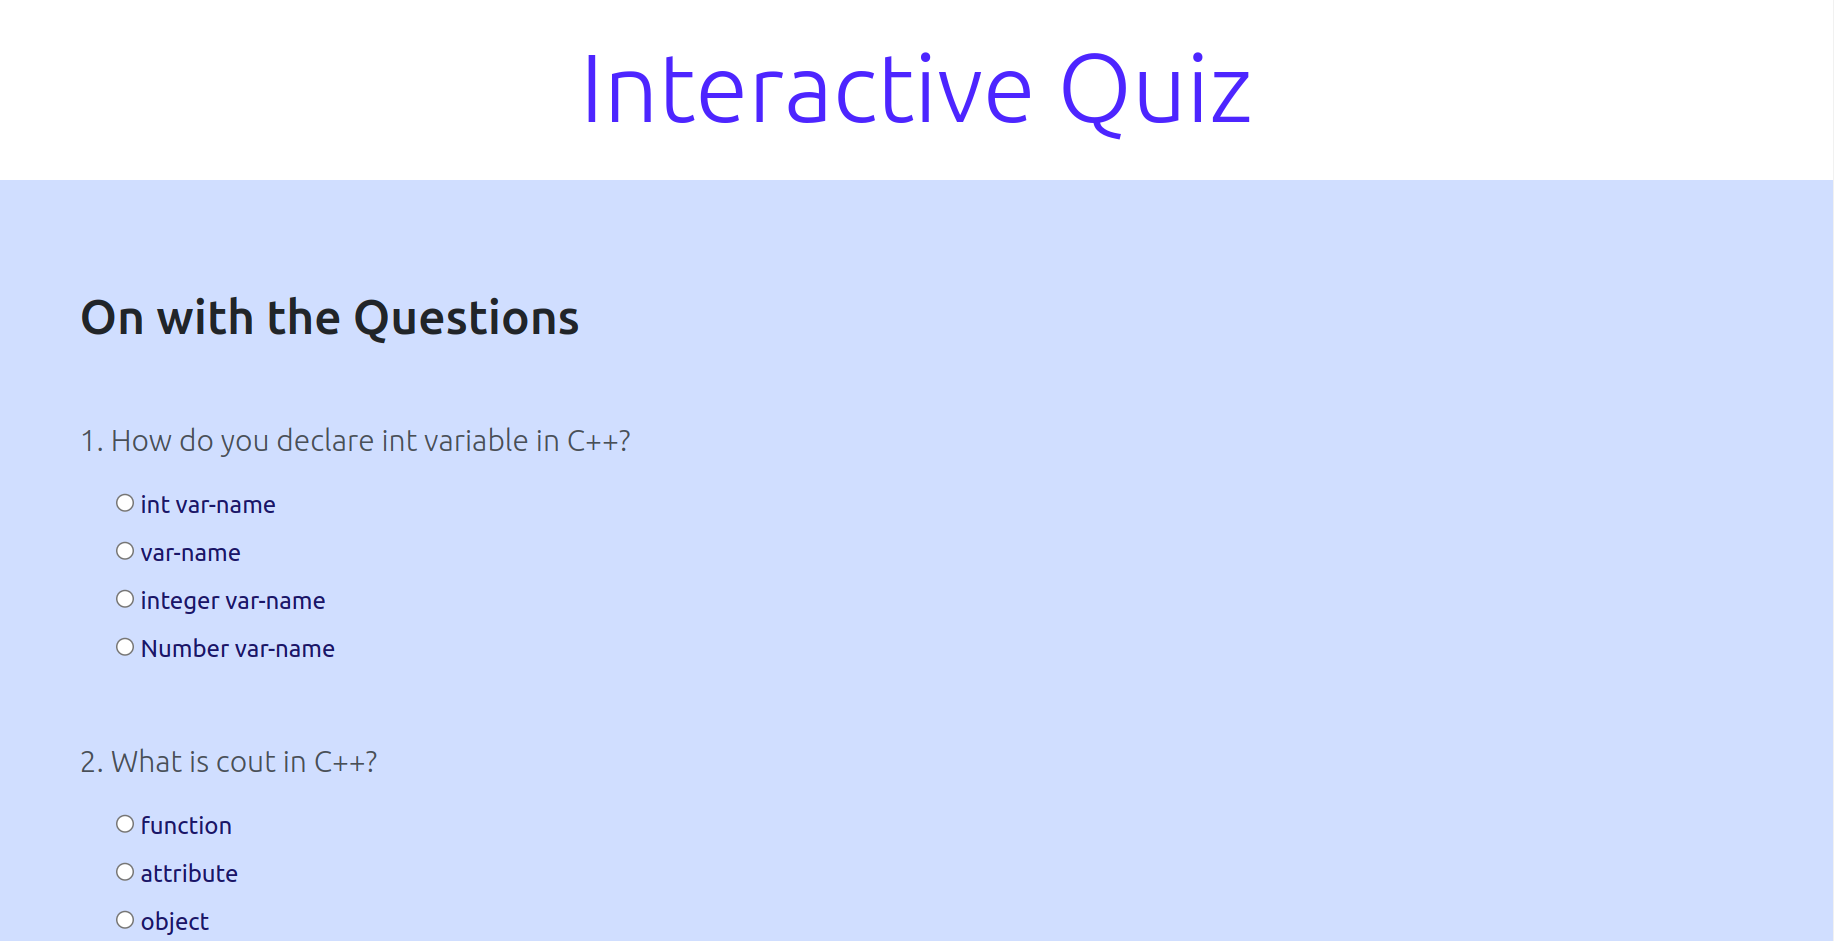 Interactive Quiz
On with the Questions
1. How do you declare int variable in C++?
int var-name
var-name
integer var-name
Number var-name
2. What is cout in C++?
function
attribute
object